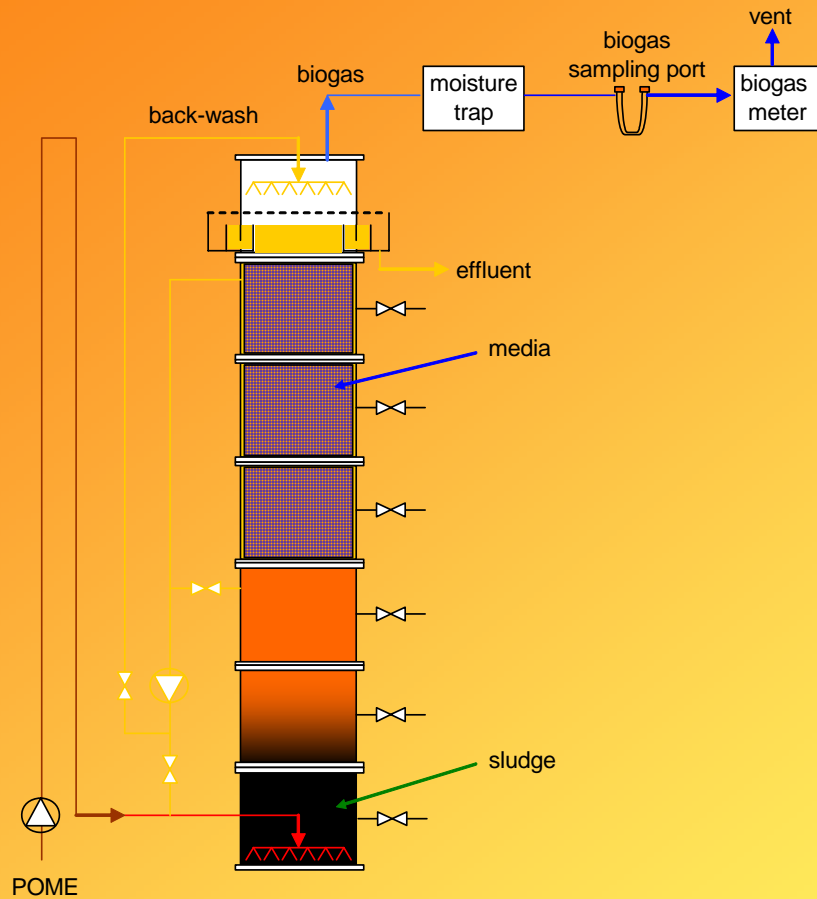 vent
biogas
sampling port
biogas
moisture
trap
biogas
meter
back-wash
effluent
media
sludge
POME